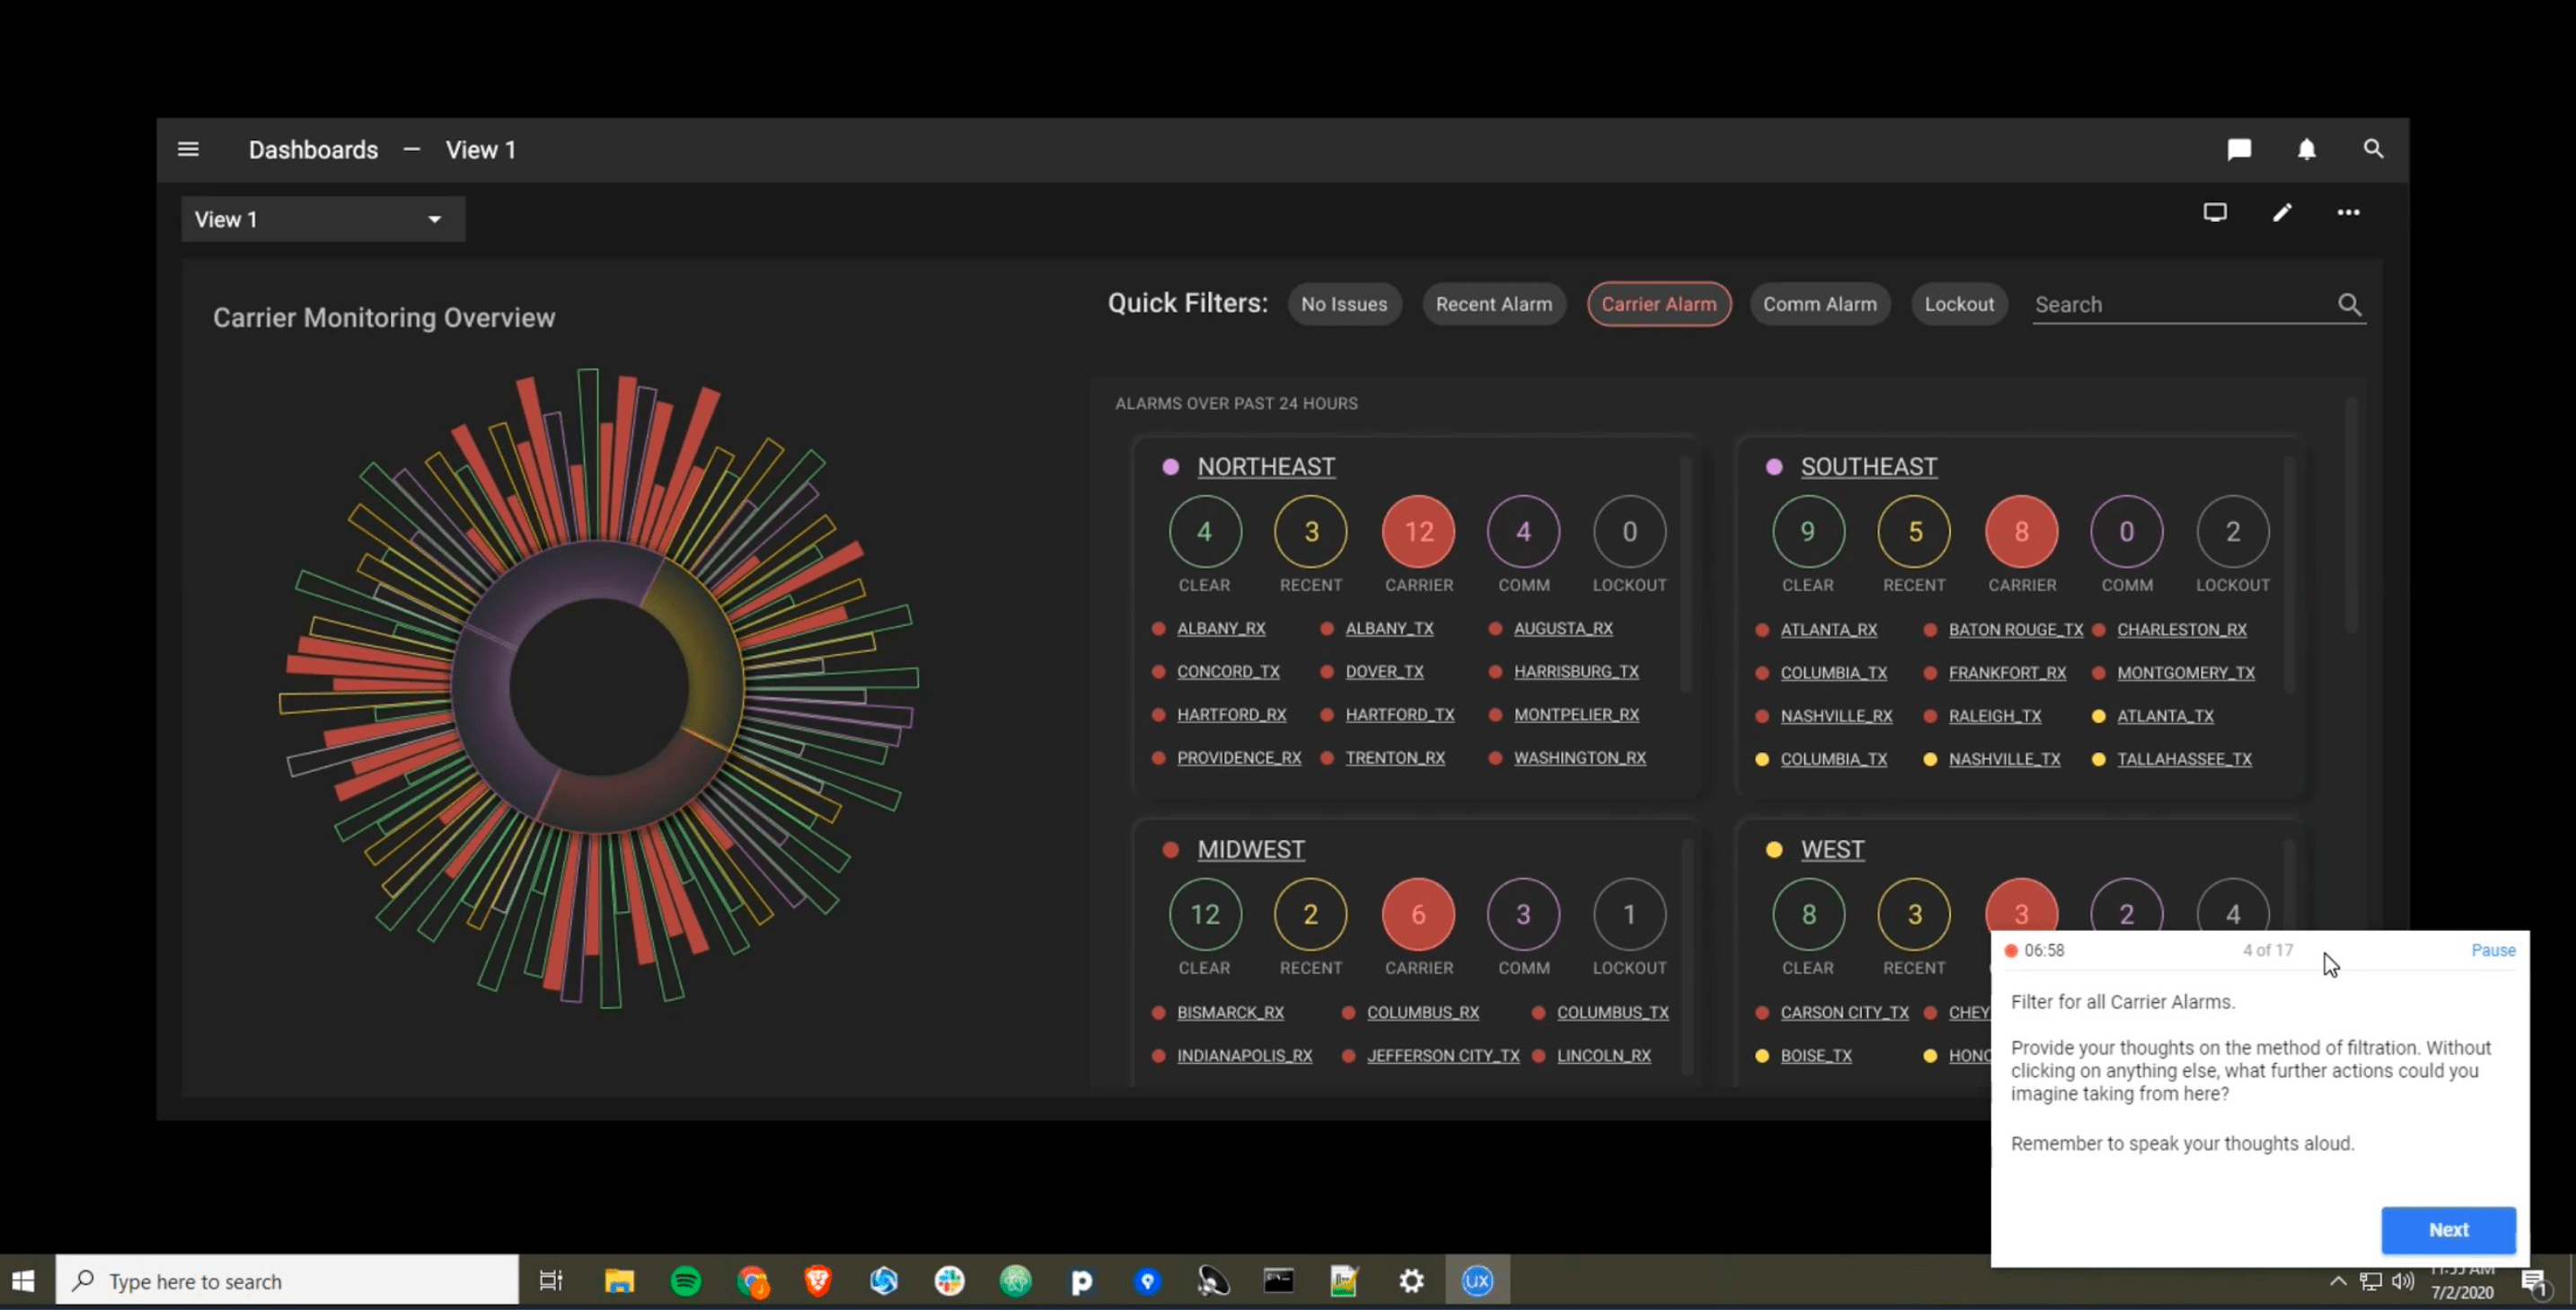 Dashboards — View 1
View 1
Carrier Monitoring Overview
Quick Filters: No Issues Recent Alarm Carrier Alarm Comm Alarm Lockout Search
ALARMS OVER PAST 24 HOURS
NORTHEAST
4 3 12 4 0
CLEAR RECENT CARRIER COMM LOCKOUT
ALBANY_RX ALBANY_TX AUGUSTA_RX
CONCORD_TX DOVER_TX HARRISBURG_TX
HARTFORD_RX HARTFORD_TX MONTPELIER_RX
PROVIDENCE_RX TRENTON_RX WASHINGTON_RX
SOUTHEAST
9 5 8 0 2
CLEAR RECENT CARRIER COMM LOCKOUT
ATLANTA_RX BATON ROUGE_TX CHARLESTON_RX
COLUMBIA_TX FRANKFORT_RX MONTGOMERY_TX
NASHVILLE_RX RALEIGH_TX ATLANTA_TX
COLUMBIA_TX NASHVILLE_TX TALLAHASSEE_TX
MIDWEST
12 2 6 3 1
CLEAR RECENT CARRIER COMM LOCKOUT
BISMARCK_RX COLUMBUS_RX COLUMBUS_TX
INDIANAPOLIS_RX JEFFERSON CITY_TX LINCOLN_RX
WEST
8 3 3 2 4
CLEAR RECENT
CARSON CITY_TX CHEY
BOISE_TX HONO
06:58 4 of 17 Pause
Filter for all Carrier Alarms.
Provide your thoughts on the method of filtration. Without
clicking on anything else, what further actions could you
imagine taking from here?
Remember to speak your thoughts aloud.
Next
Type here to search
UX
11:55 AM
7/2/2020
1